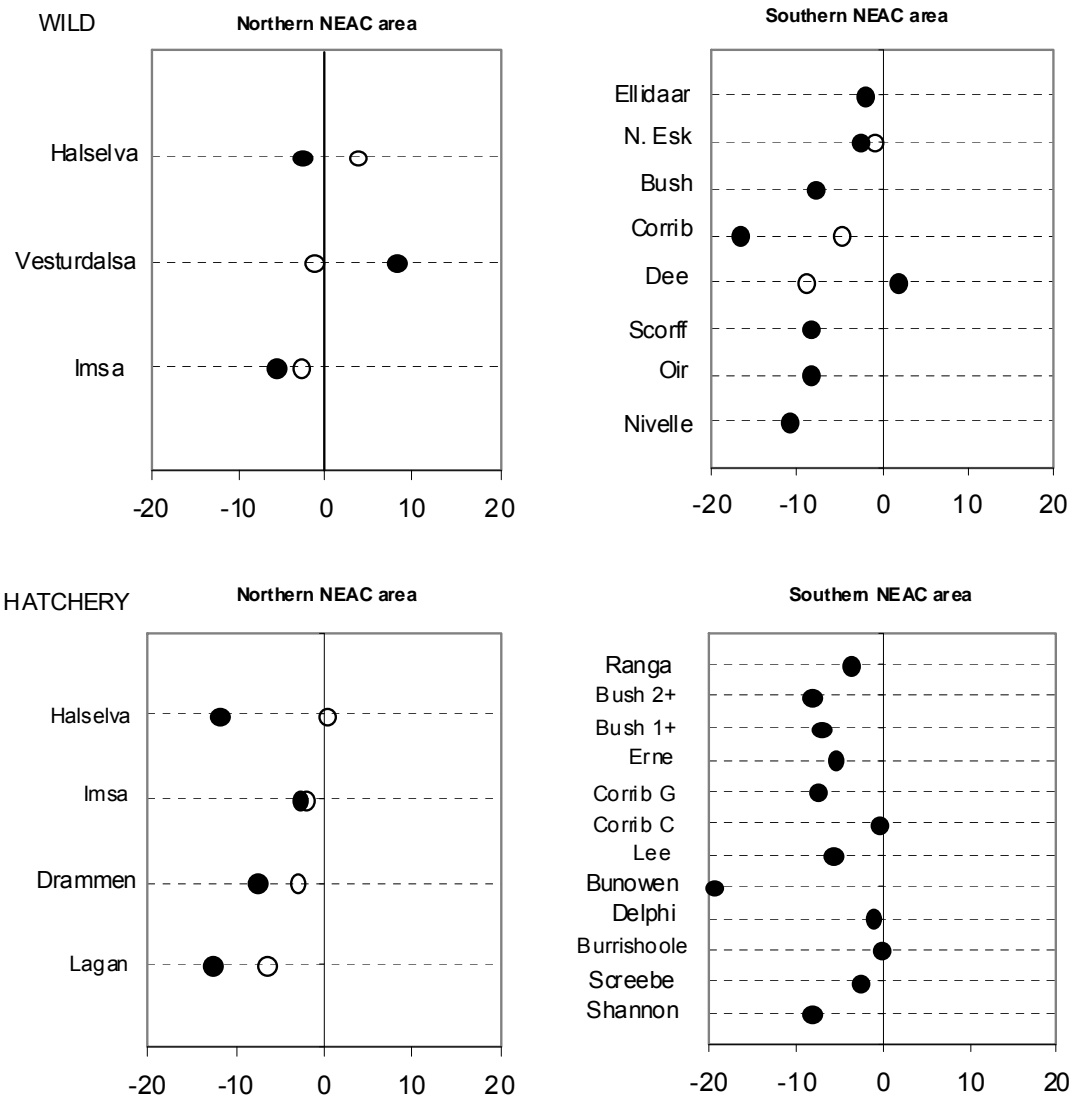 WILD
Northern NEAC area
Halselva
Vesturdalsa
Imsa
-20 -10 0 10 20
Southern NEAC area
Ellidaar
N. Esk
Bush
Corrib
Dee
Scorff
Oir
Nivelle
-20 -10 0 10 20
HATCHERY
Northern NEAC area
Halselva
Imsa
Drammen
Lagan
-20 -10 0 10 20
Southern NEAC area
Ranga
Bush 2+
Bush 1+
Erne
Corrib G
Corrib C
Lee
Bunowen
Delphi
Burrishoole
Screebe
Shannon
-20 -10 0 10 20